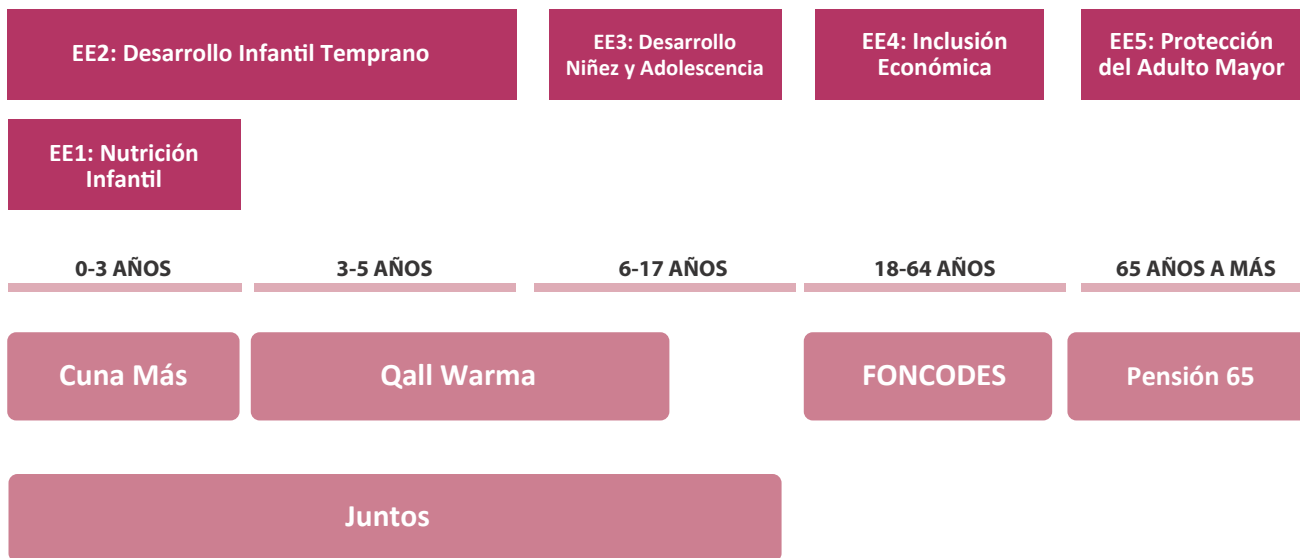 EE2: Desarrollo Infantil Temprano
EE3: Desarrollo
Niñez y Adolescencia
EE4: Inclusión
Económica
EE5: Protección
del Adulto Mayor
EE1: Nutrición
Infantil
0-3 AÑOS
3-5 AÑOS
6-17 AÑOS
18-64 AÑOS
65 AÑOS A MÁS
Cuna Más
Qall Warma
FONCODES
Pensión 65
Juntos